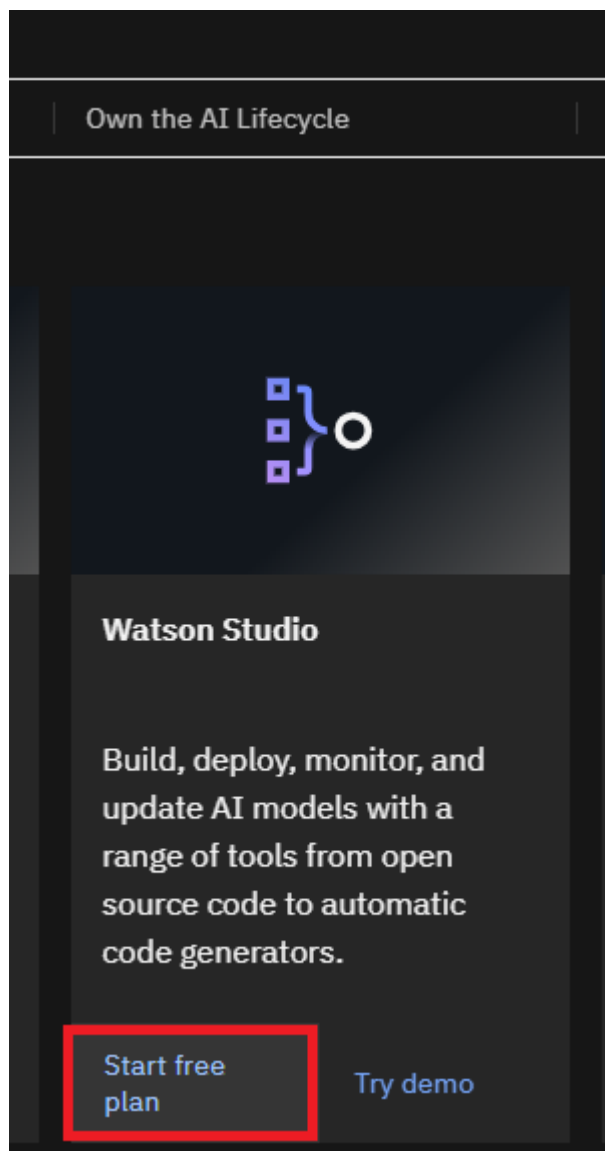 Own the AI Lifecycle
Watson Studio
Build, deploy, monitor, and
update AI models with a
range of tools from open
source code to automatic
code generators.
Start free
plan
Try demo